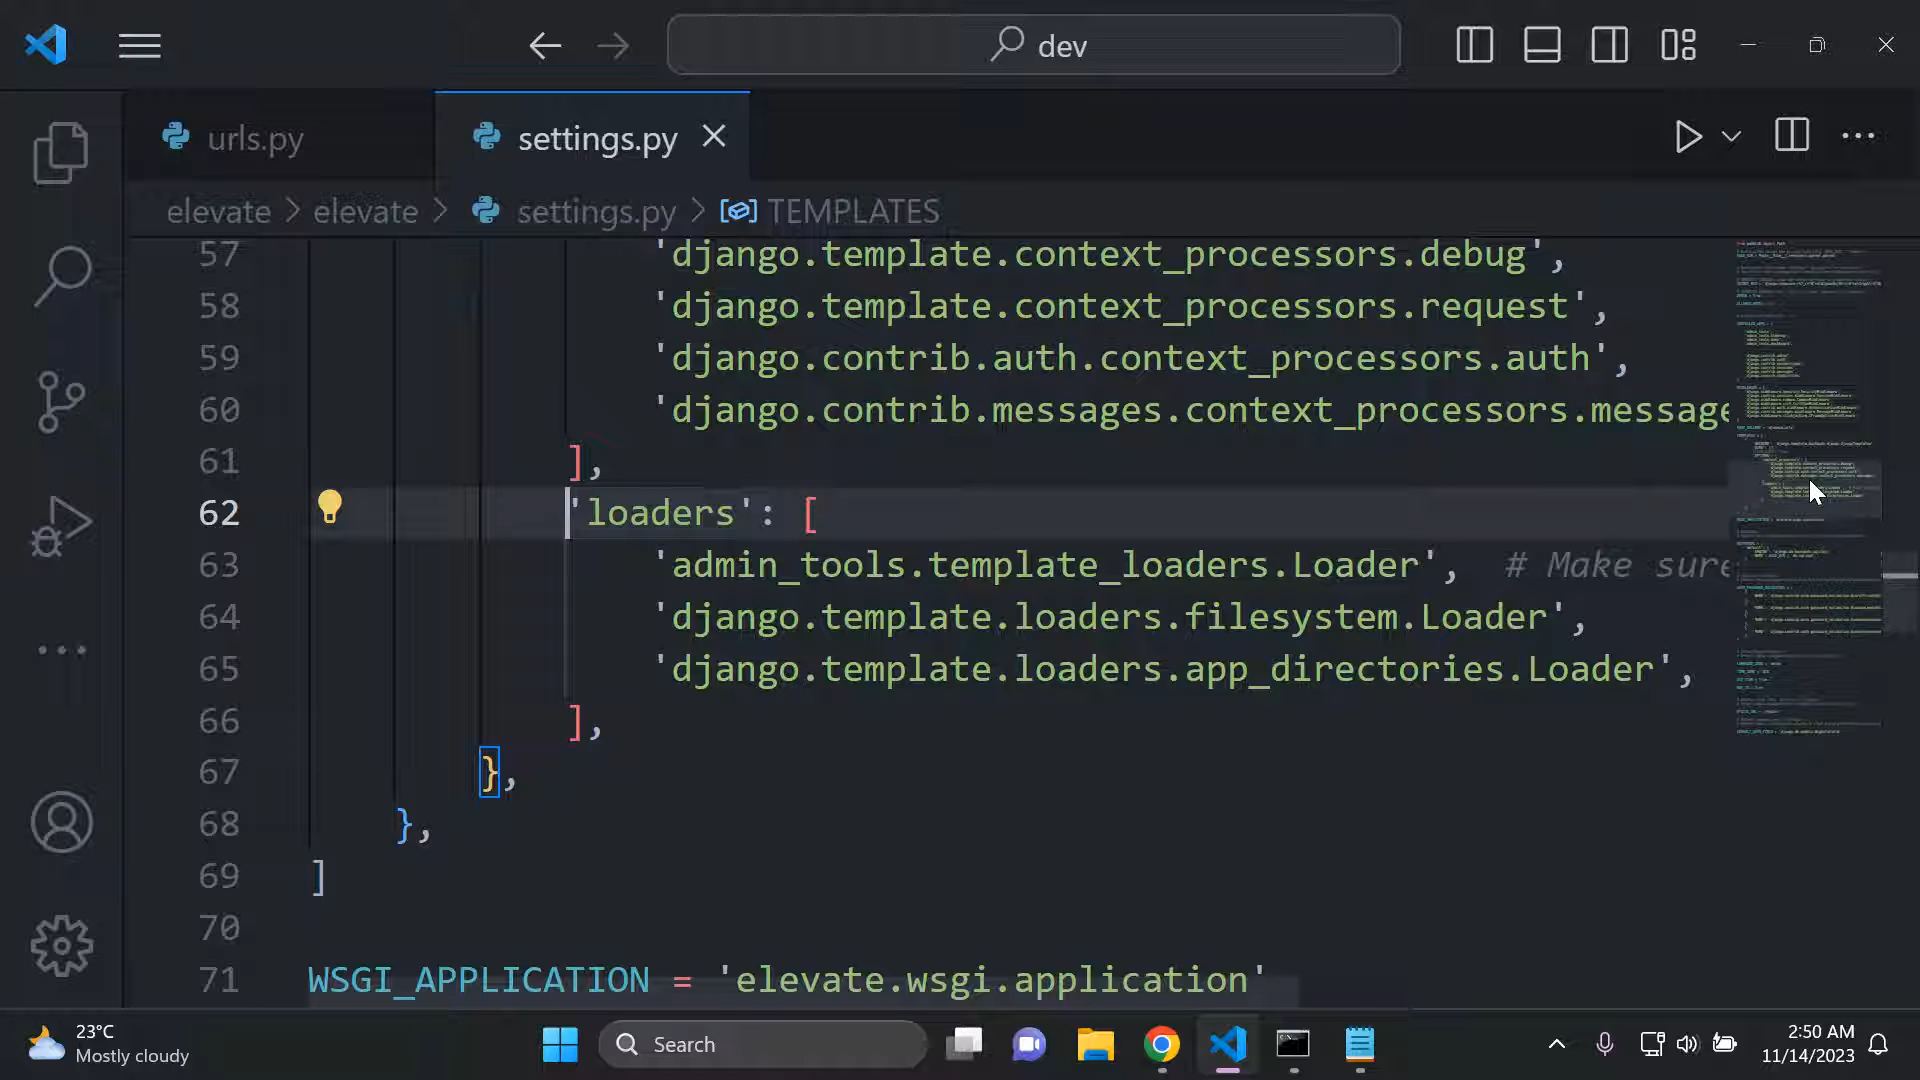 dev
urls.py
settings.py
elevate > elevate > settings.py > TEMPLATES
57 'django.template.context_processors.debug',
58 'django.template.context_processors.request',
59 'django.contrib.auth.context_processors.auth',
60 'django.contrib.messages.context_processors.message
61 ],
62 'loaders': [
63 'admin_tools.template_loaders.Loader', # Make sure
64 'django.template.loaders.filesystem.Loader',
65 'django.template.loaders.app_directories.Loader',
66 ],
67 },
68 },
69 ]
70
71 WSGI_APPLICATION = 'elevate.wsgi.application'
23°C
Mostly cloudy
Search
2:50 AM
11/14/2023